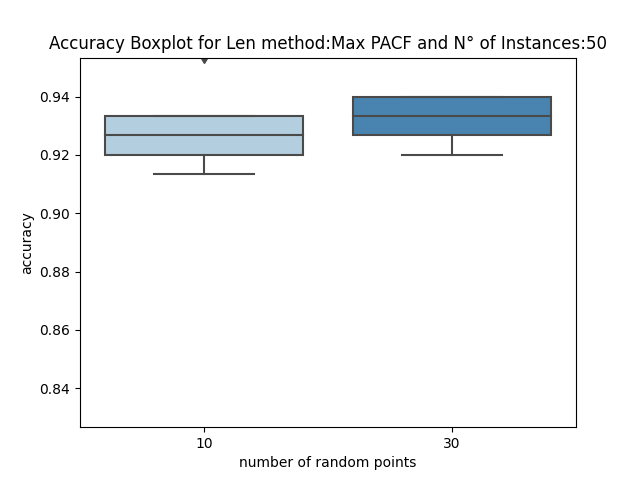 Accuracy Boxplot for Len method:Max PACF and N° of Instances:50
0.94
0.92
0.90
0.88
0.86
0.84
accuracy
10
30
number of random points